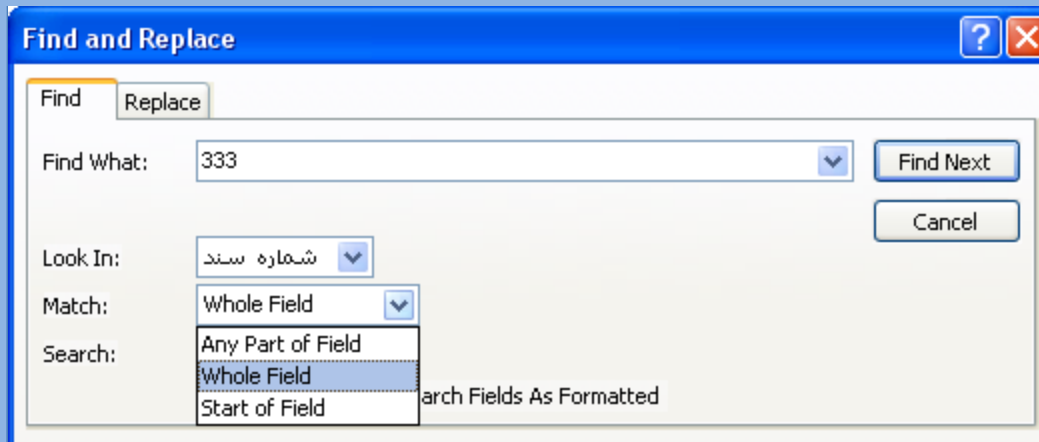 Find and Replace
Find Replace
Find What: 333 Find Next
Cancel
Look In: شماره سند
Match: Whole Field
Any Part of Field
Search:
Whole Field
arch Fields As Formatted
Start of Field